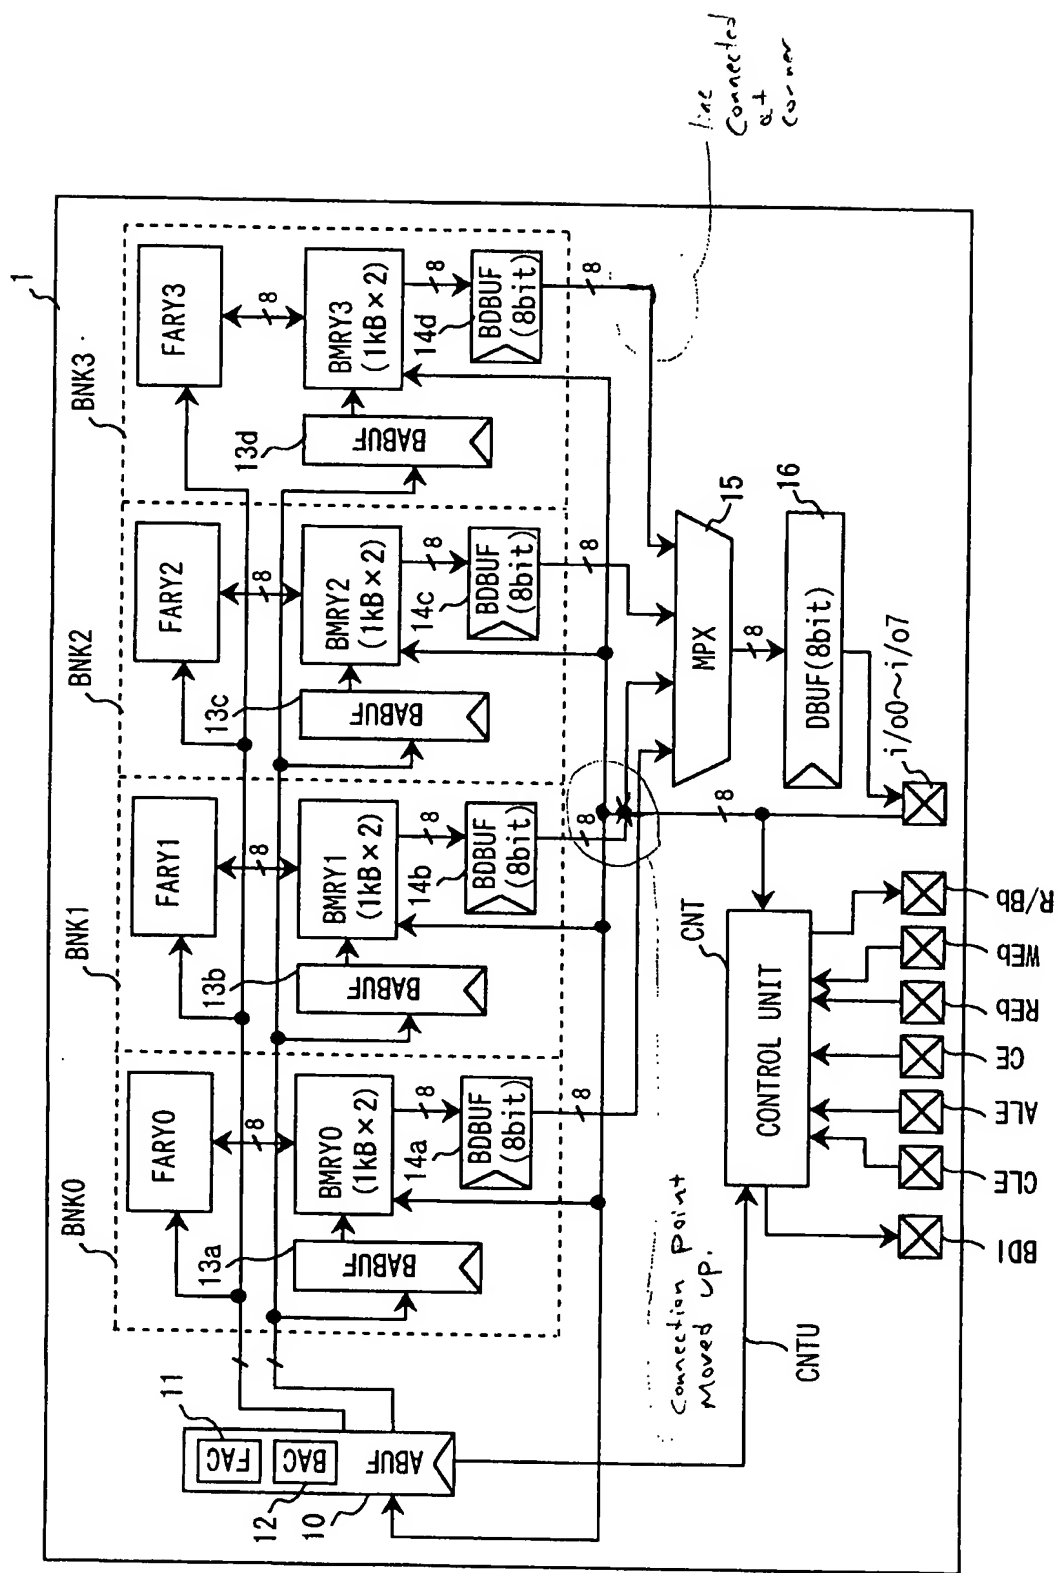 1
BNK0
BNK1
BNK2
BNK3
FARY0
FARY1
FARY2
FARY3
8
8
8
8
11
FAC
BAC
ABUF
12
10
13a
BABUF
BMRY0
(1kB×2)
13b
BABUF
BMRY1
(1kB×2)
13c
BABUF
BMRY2
(1kB×2)
13d
BABUF
BMRY3
(1kB×2)
8
8
8
8
14a
BDBUF
(8bit)
14b
BDBUF
(8bit)
14c
BDBUF
(8bit)
14d
BDBUF
(8bit)
8
8
8
8
line
Connected
at
corner
Connection point
Moved up.
MPX
15
8
8
DBUF(8bit)
16
CNT
CONTROL UNIT
CNTU
BDI
CLE
ALE
CE
REb
WEb
R/Bb
i/o0~i/o7